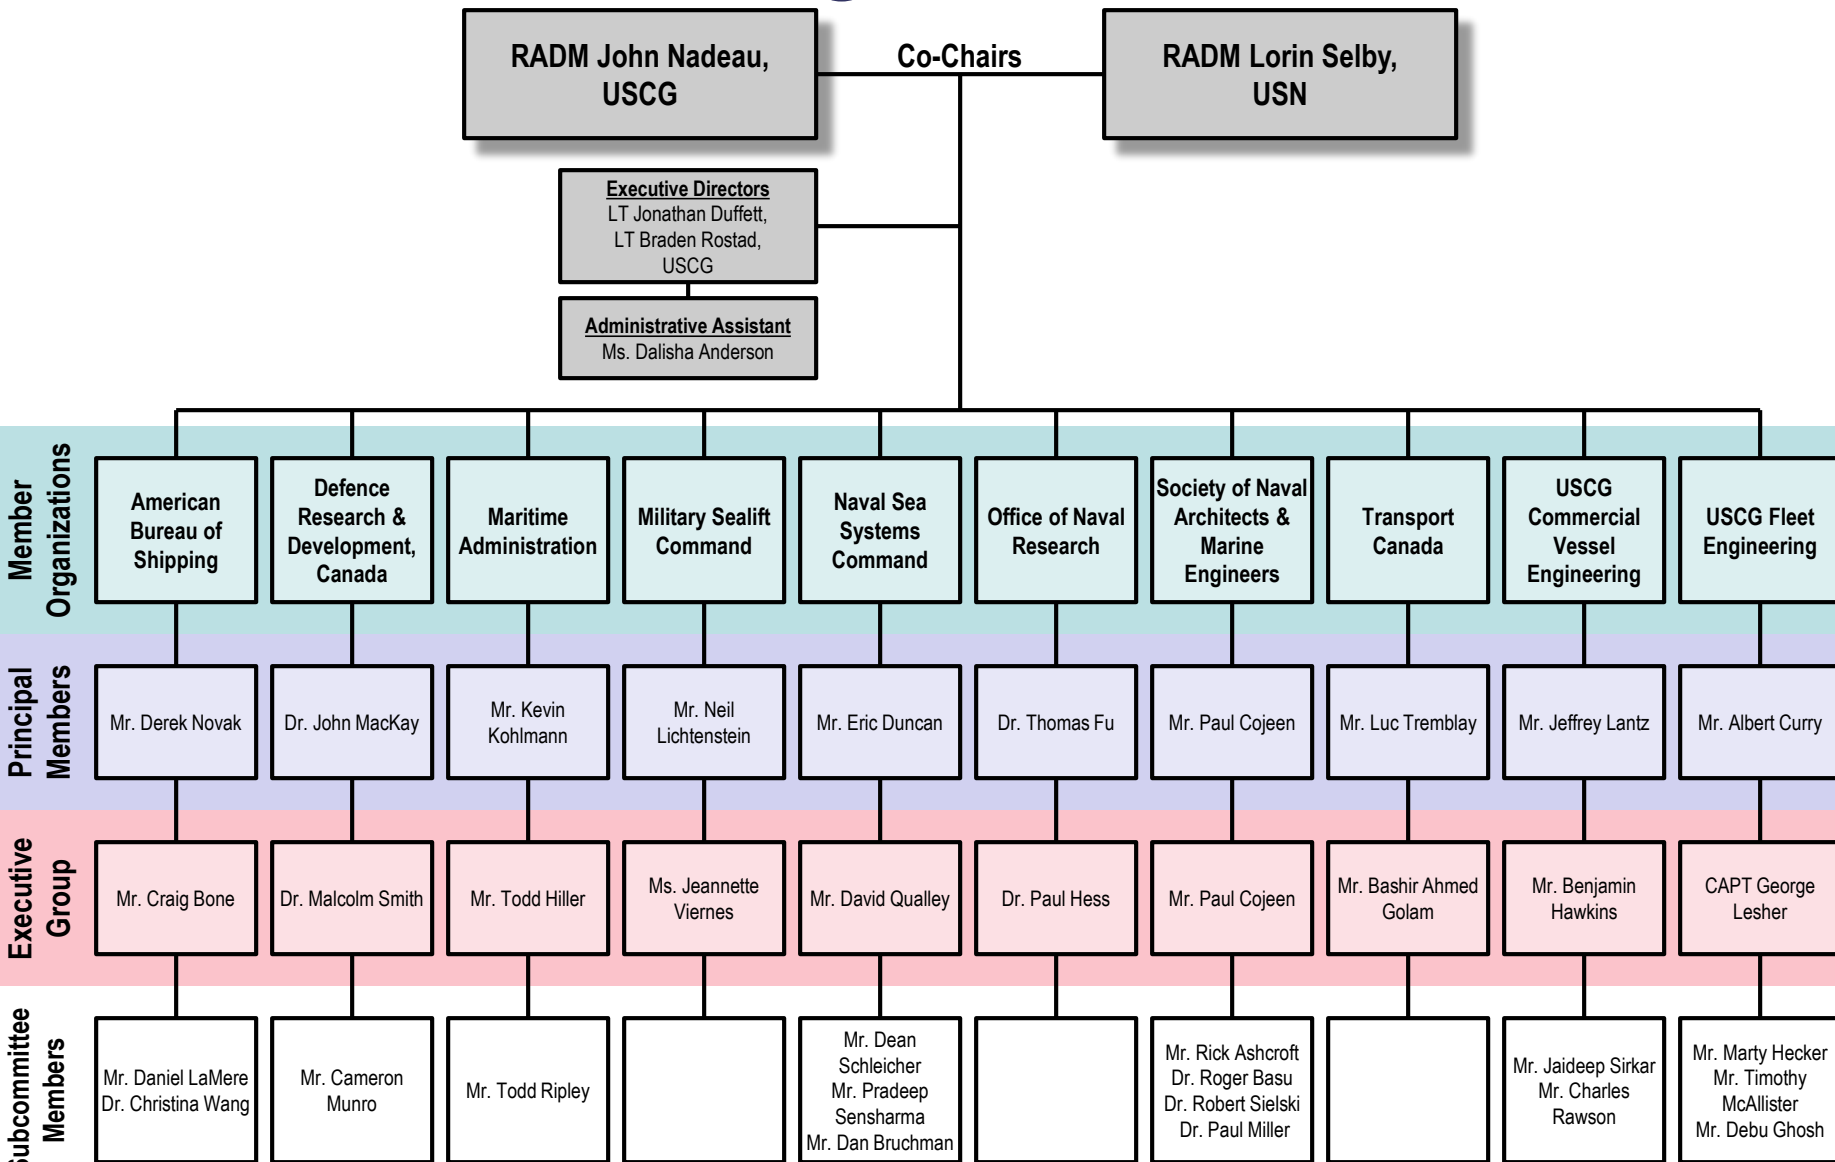 RADM John Nadeau,
USCG
Co-Chairs
RADM Lorin Selby,
USN
Executive Directors
LT Jonathan Duffett,
LT Braden Rostad,
USCG
Administrative Assistant
Ms. Dalisha Anderson
Member
Organizations
American
Bureau of
Shipping
Defence
Research &
Development,
Canada
Maritime
Administration
Military Sealift
Command
Naval Sea
Systems
Command
Office of Naval
Research
Society of Naval
Architects &
Marine
Engineers
Transport
Canada
USCG
Commercial
Vessel
Engineering
USCG Fleet
Engineering
Principal
Members
Mr. Derek Novak
Dr. John MacKay
Mr. Kevin
Kohlmann
Mr. Neil
Lichtenstein
Mr. Eric Duncan
Dr. Thomas Fu
Mr. Paul Cojeen
Mr. Luc Tremblay
Mr. Jeffrey Lantz
Mr. Albert Curry
Executive
Group
Mr. Craig Bone
Dr. Malcolm Smith
Mr. Todd Hiller
Ms. Jeannette
Viernes
Mr. David Qualley
Dr. Paul Hess
Mr. Paul Cojeen
Mr. Bashir Ahmed
Golam
Mr. Benjamin
Hawkins
CAPT George
Lesher
Subcommittee
Members
Mr. Daniel LaMere
Dr. Christina Wang
Mr. Cameron
Munro
Mr. Todd Ripley
Mr. Dean
Schleicher
Mr. Pradeep
Sensharma
Mr. Dan Bruchman
Mr. Rick Ashcroft
Dr. Roger Basu
Dr. Robert Sielski
Dr. Paul Miller
Mr. Jaideep Sirkar
Mr. Charles
Rawson
Mr. Marty Hecker
Mr. Timothy
McAllister
Mr. Debu Ghosh